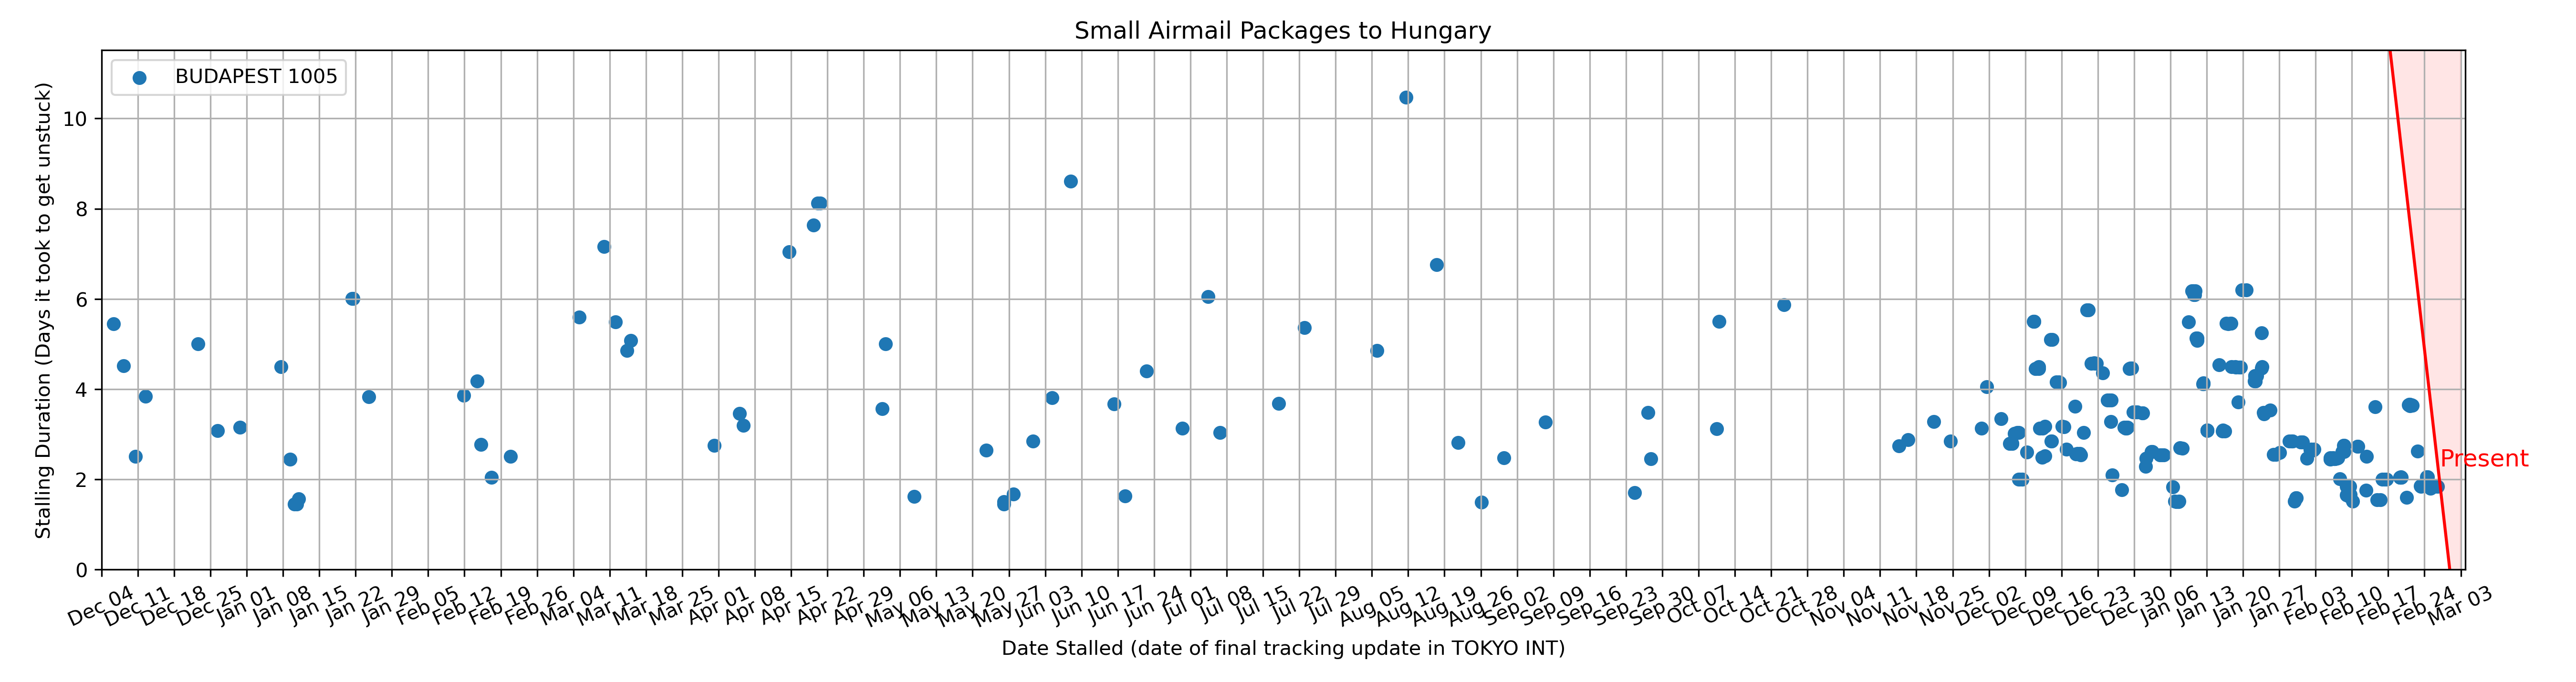 Small Airmail Packages to Hungary
BUDAPEST 1005
Stalling Duration (Days it took to get unstuck)
10
8
6
4
2
0
Present
Dec 04
Dec 11
Dec 18
Dec 25
Jan 01
Jan 08
Jan 15
Jan 22
Jan 29
Feb 05
Feb 12
Feb 19
Feb 26
Mar 04
Mar 11
Mar 18
Mar 25
Apr 01
Apr 08
Apr 15
Apr 22
Apr 29
May 06
May 13
May 20
May 27
Jun 03
Jun 10
Jun 17
Jun 24
Jul 01
Jul 08
Jul 15
Jul 22
Jul 29
Aug 05
Aug 12
Aug 19
Aug 26
Sep 02
Sep 09
Sep 16
Sep 23
Sep 30
Oct 07
Oct 14
Oct 21
Oct 28
Nov 04
Nov 11
Nov 18
Nov 25
Dec 02
Dec 09
Dec 16
Dec 23
Dec 30
Jan 06
Jan 13
Jan 20
Jan 27
Feb 03
Feb 10
Feb 17
Feb 24
Mar 03
Date Stalled (date of final tracking update in TOKYO INT)